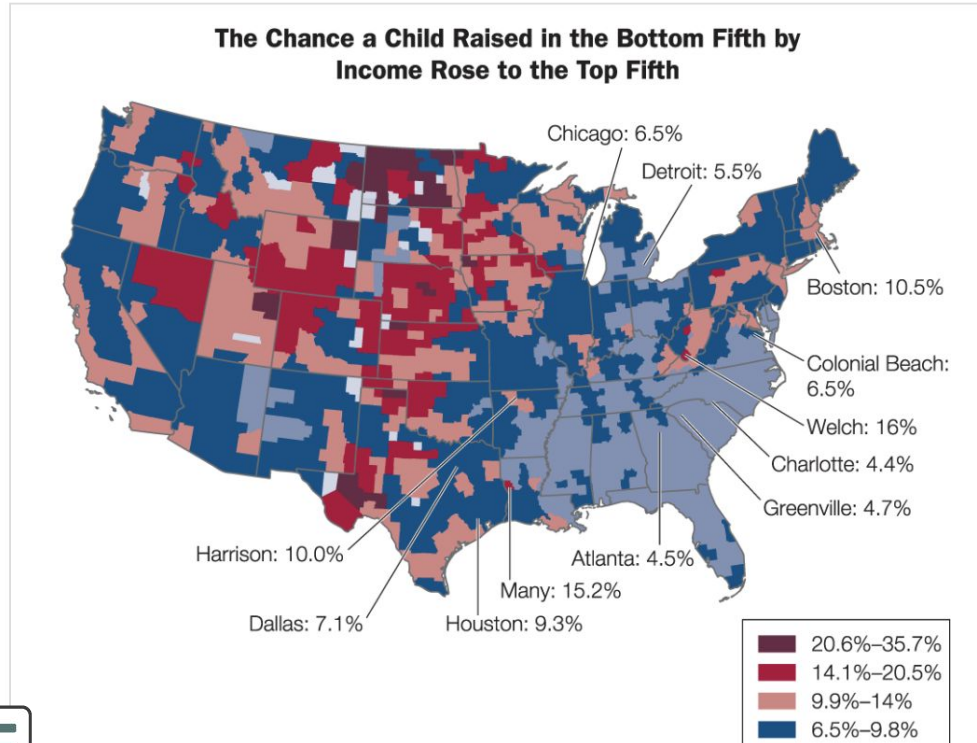 The Chance a Child Raised in the Bottom Fifth by
Income Rose to the Top Fifth
Chicago: 6.5%
Detroit: 5.5%
Boston: 10.5%
Colonial Beach:
6.5%
Welch: 16%
Charlotte: 4.4%
Greenville: 4.7%
Atlanta: 4.5%
Harrison: 10.0%
Many: 15.2%
Dallas: 7.1%
Houston: 9.3%
20.6%–35.7%
14.1%–20.5%
9.9%–14%
6.5%–9.8%